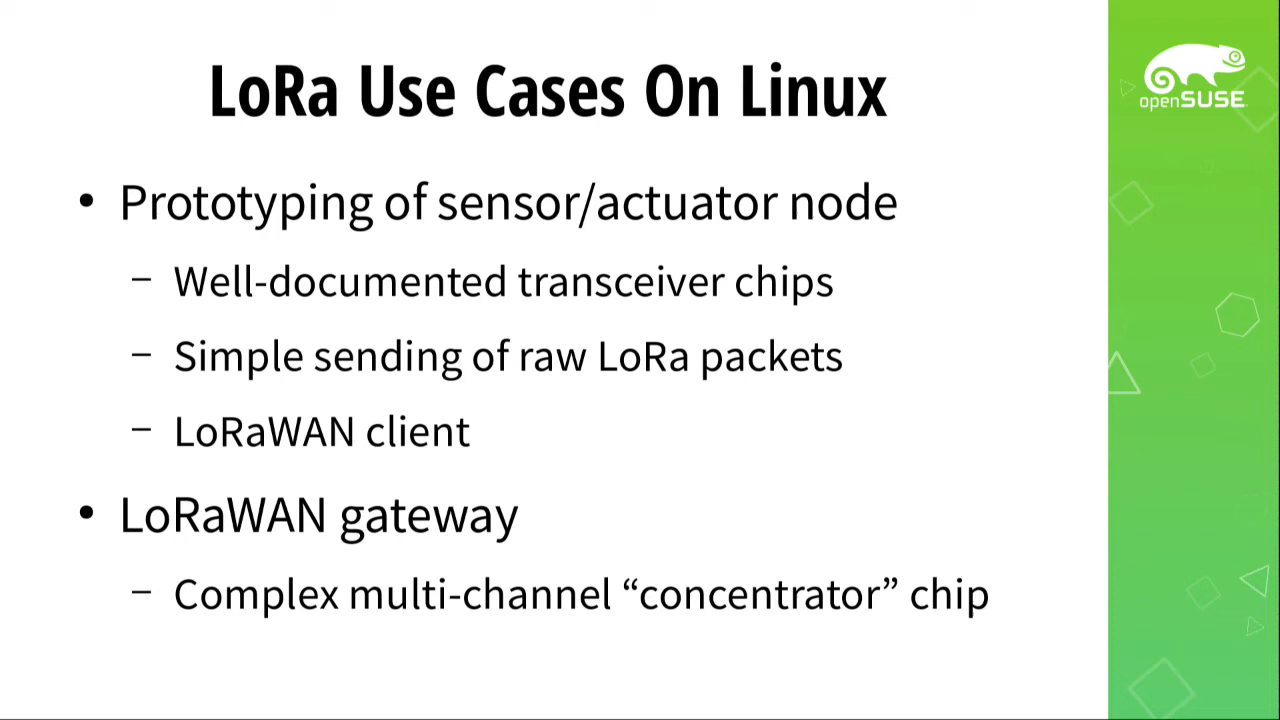 LoRa Use Cases On Linux
• Prototyping of sensor/actuator node
– Well-documented transceiver chips
– Simple sending of raw LoRa packets
– LoRaWAN client
• LoRaWAN gateway
– Complex multi-channel “concentrator” chip
openSUSE